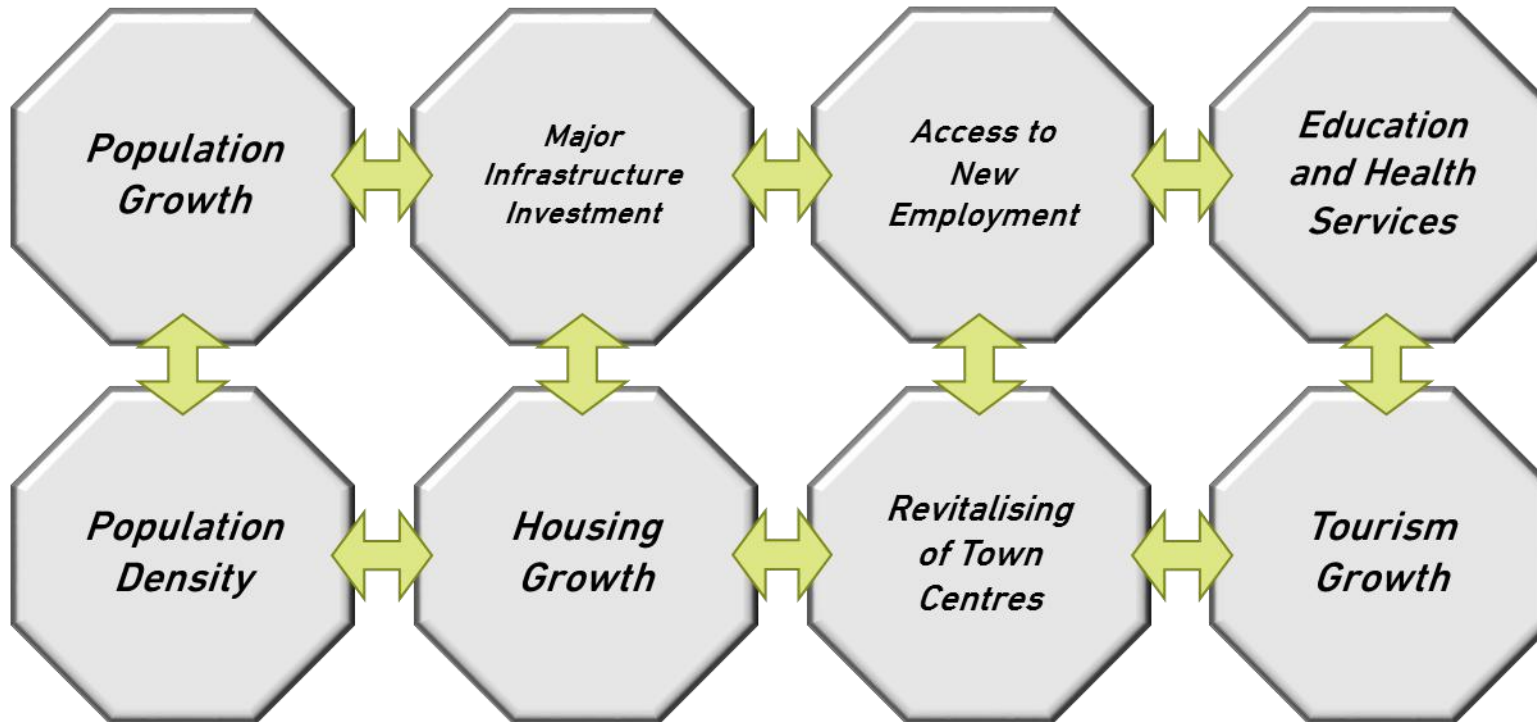 Population
Growth
Major
Infrastructure
Investment
Access to
New
Employment
Education
and Health
Services
Population
Density
Housing
Growth
Revitalising
of Town
Centres
Tourism
Growth